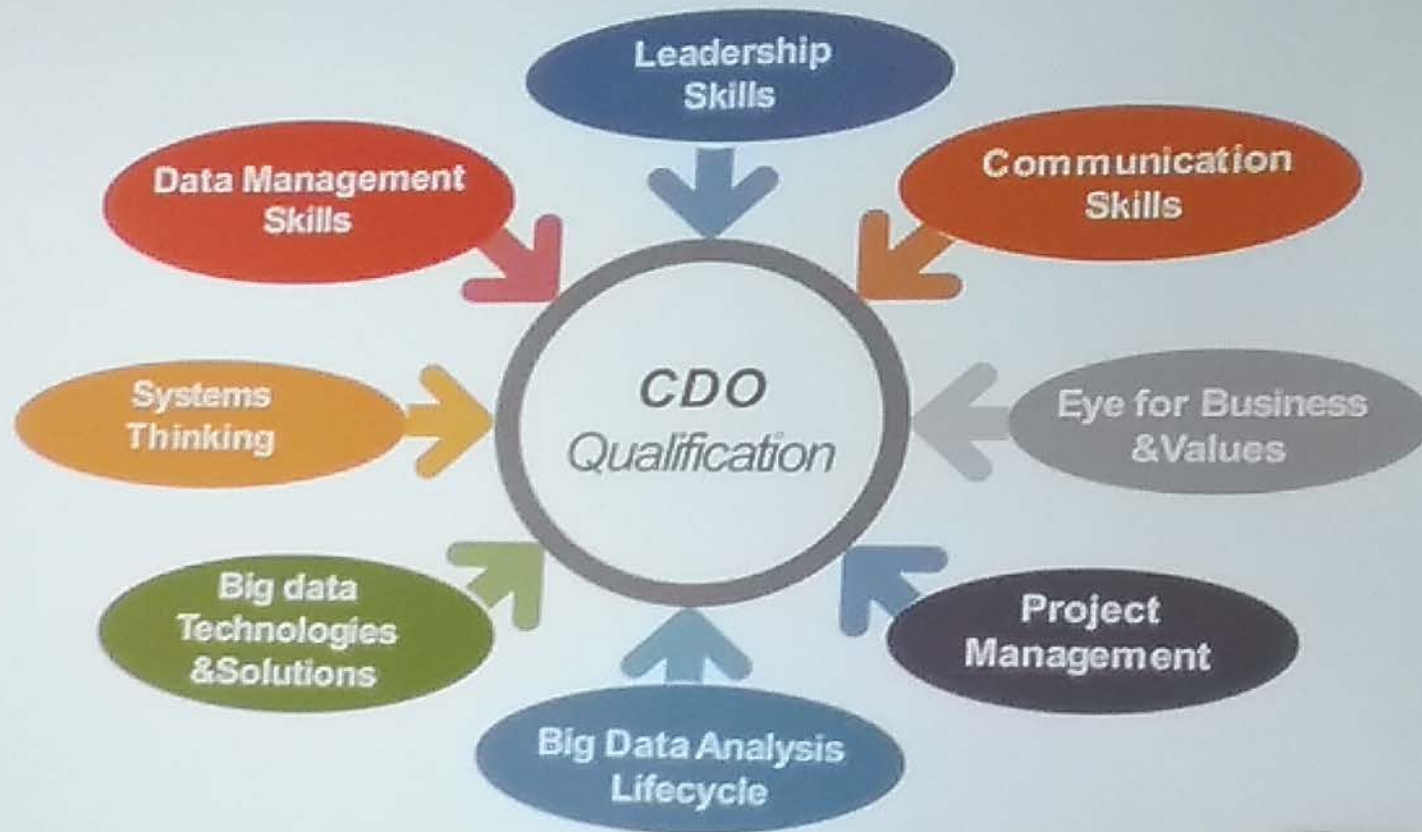 Leadership
Skills
Data Management
Skills
Communication
Skills
CDO
Qualification
Systems
Thinking
Eye for Business
&Values
Big data
Technologies
&Solutions
Project
Management
Big Data Analysis
Lifecycle